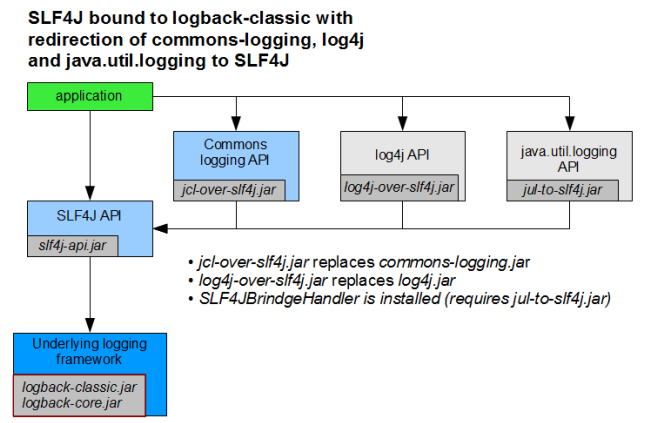 SLF4J bound to logback-classic with
redirection of commons-logging, log4j
and java.util.logging to SLF4J
application
Commons
logging API
jcl-over-slf4j.jar
log4j API
log4j-over-slf4j.jar
java.util.logging
API
jul-to-slf4j.jar
SLF4J API
slf4j-api.jar
• jcl-over-slf4j.jar replaces commons-logging.jar
• log4j-over-slf4j.jar replaces log4j.jar
• SLF4JBrindgeHandler is installed (requires jul-to-slf4j.jar)
Underlying logging
framework
logback-classic.jar
logback-core.jar